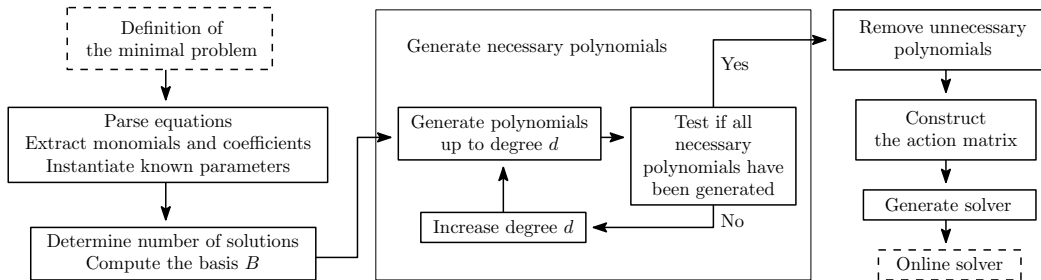 Definition of
the minimal problem
Parse equations
Extract monomials and coefficients
Instantiate known parameters
Determine number of solutions
Compute the basis B
Generate necessary polynomials
Generate polynomials
up to degree d
Test if all
necessary
polynomials have
been generated
Yes
No
Increase degree d
Remove unnecessary
polynomials
Construct
the action matrix
Generate solver
Online solver